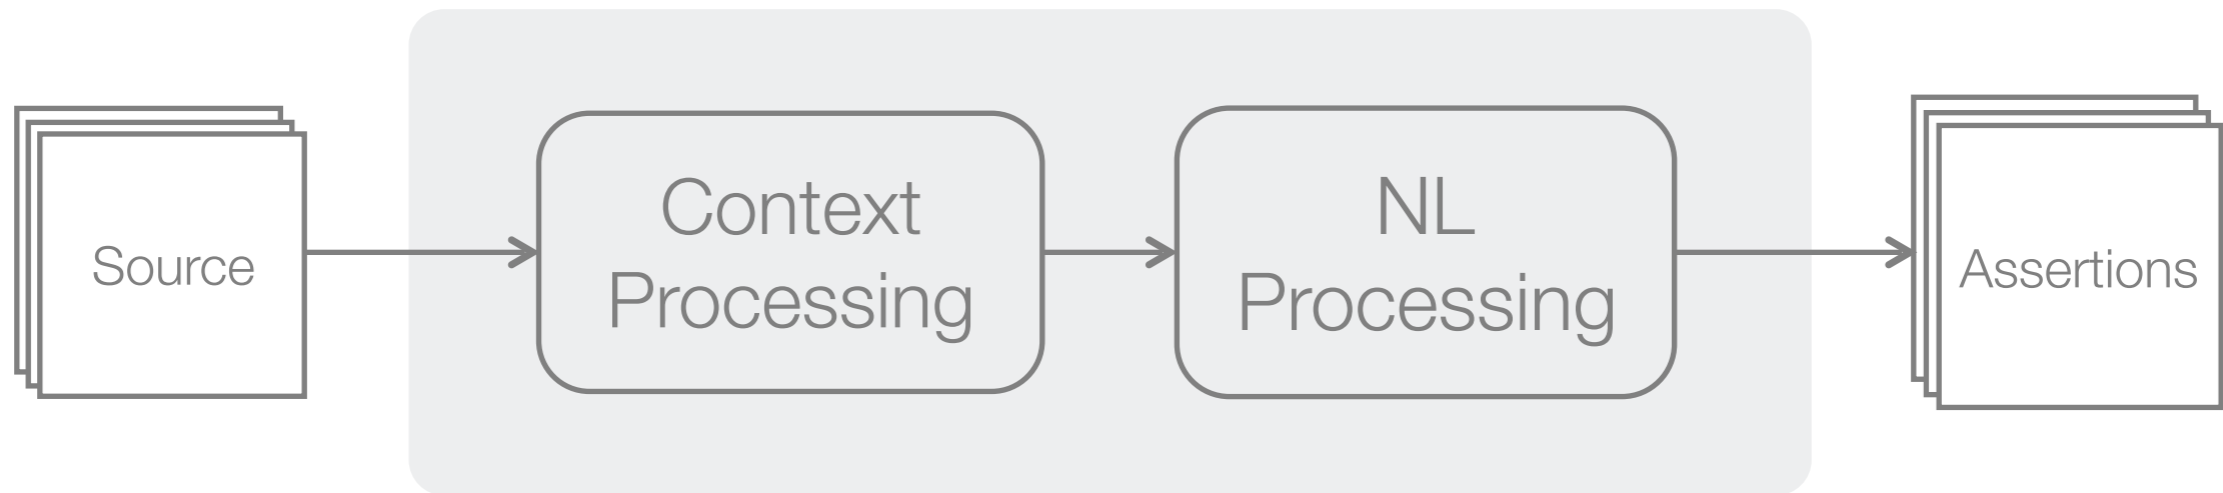 Source
Context
Processing
NL
Processing
Assertions